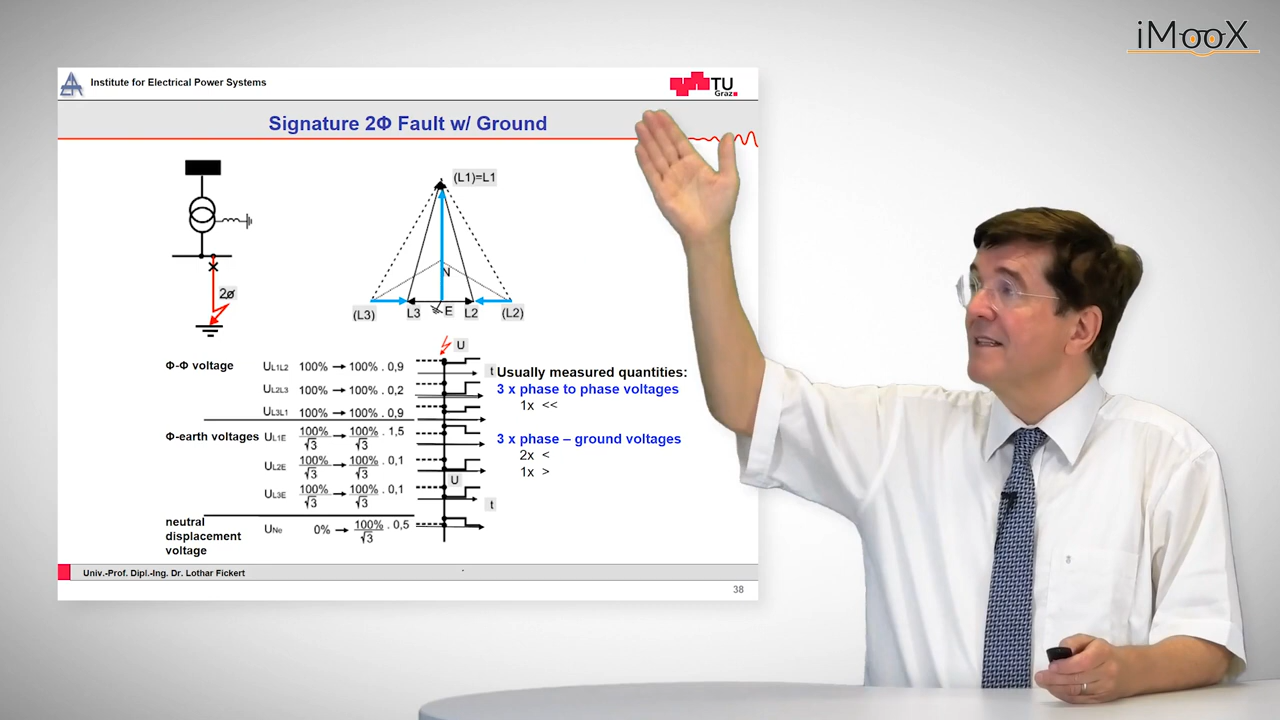 iMooX
Institute for Electrical Power Systems
TU
Graz
Signature 2Φ Fault w/ Ground
(L1)=L1
N
2ø
(L3) L3 E L2 (L2)
U
Φ-Φ voltage UL1L2 100% → 100% . 0,9
t
Usually measured quantities:
UL2L3 100% → 100% . 0,2
3 x phase to phase voltages
1x <<
UL3L1 100% → 100% . 0,9
Φ-earth voltages UL1E 100%/√3 → 100%/√3 . 1,5
3 x phase – ground voltages
2x <
UL2E 100%/√3 → 100%/√3 . 0,1
1x >
U
UL3E 100%/√3 → 100%/√3 . 0,1
t
neutral
displacement
voltage
UNe 0% → 100%/√3 . 0,5
Univ.-Prof. Dipl.-Ing. Dr. Lothar Fickert
38